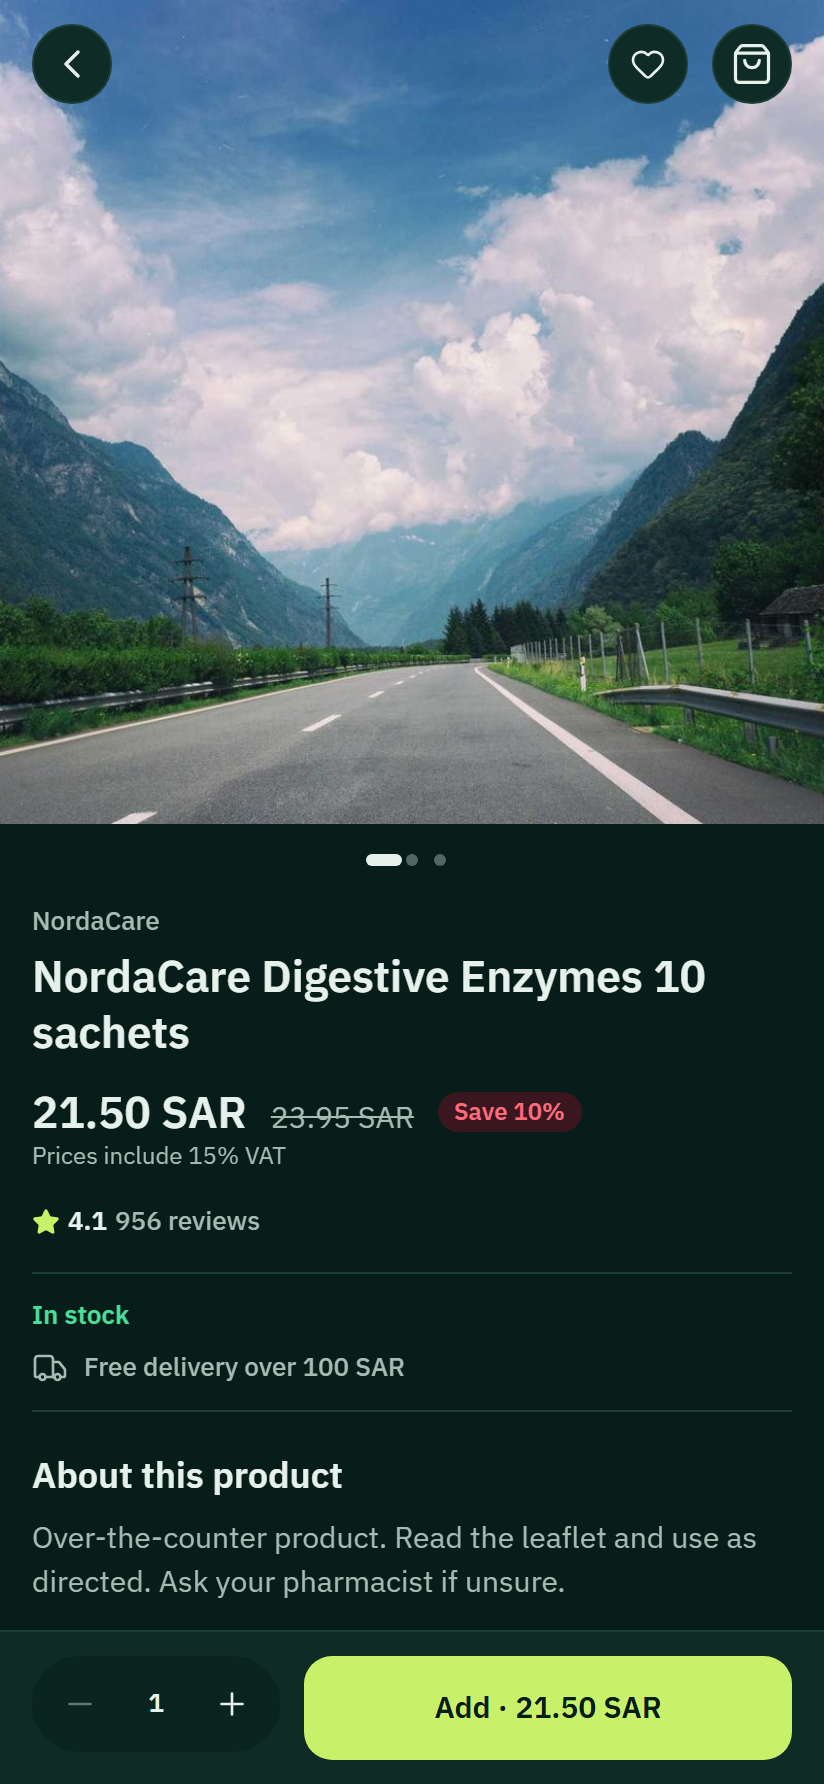 NordaCare
NordaCare Digestive Enzymes 10
sachets
21.50 SAR 23.95 SAR Save 10%
Prices include 15% VAT
4.1 956 reviews
In stock
Free delivery over 100 SAR
About this product
Over-the-counter product. Read the leaflet and use as
directed. Ask your pharmacist if unsure.
1 Add · 21.50 SAR